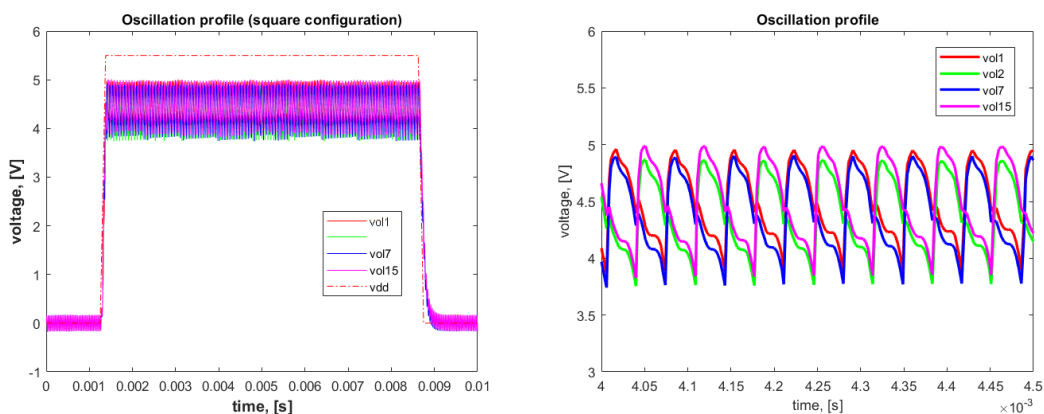 Oscillation profile (square configuration)
6
5
4
3
2
1
0
-1
voltage, [V]
vol1
vol7
vol15
vdd
0
0.001
0.002
0.003
0.004
0.005
0.006
0.007
0.008
0.009
0.01
time, [s]
Oscillation profile
6
5.5
5
4.5
4
3.5
3
voltage, [V]
vol1
vol2
vol7
vol15
4
4.05
4.1
4.15
4.2
4.25
4.3
4.35
4.4
4.45
4.5
time, [s]
×10⁻³